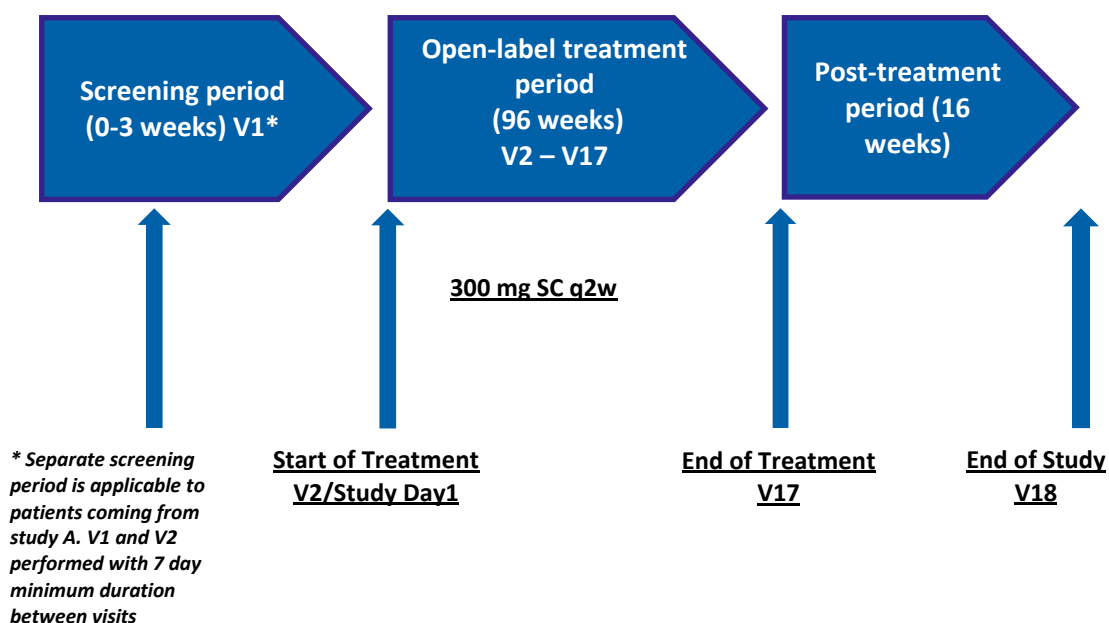 Screening period
(0-3 weeks) V1*
Open-label treatment
period
(96 weeks)
V2 – V17
Post-treatment
period (16
weeks)
300 mg SC q2w
* Separate screening
period is applicable to
patients coming from
study A. V1 and V2
performed with 7 day
minimum duration
between visits
Start of Treatment
V2/Study Day1
End of Treatment
V17
End of Study
V18